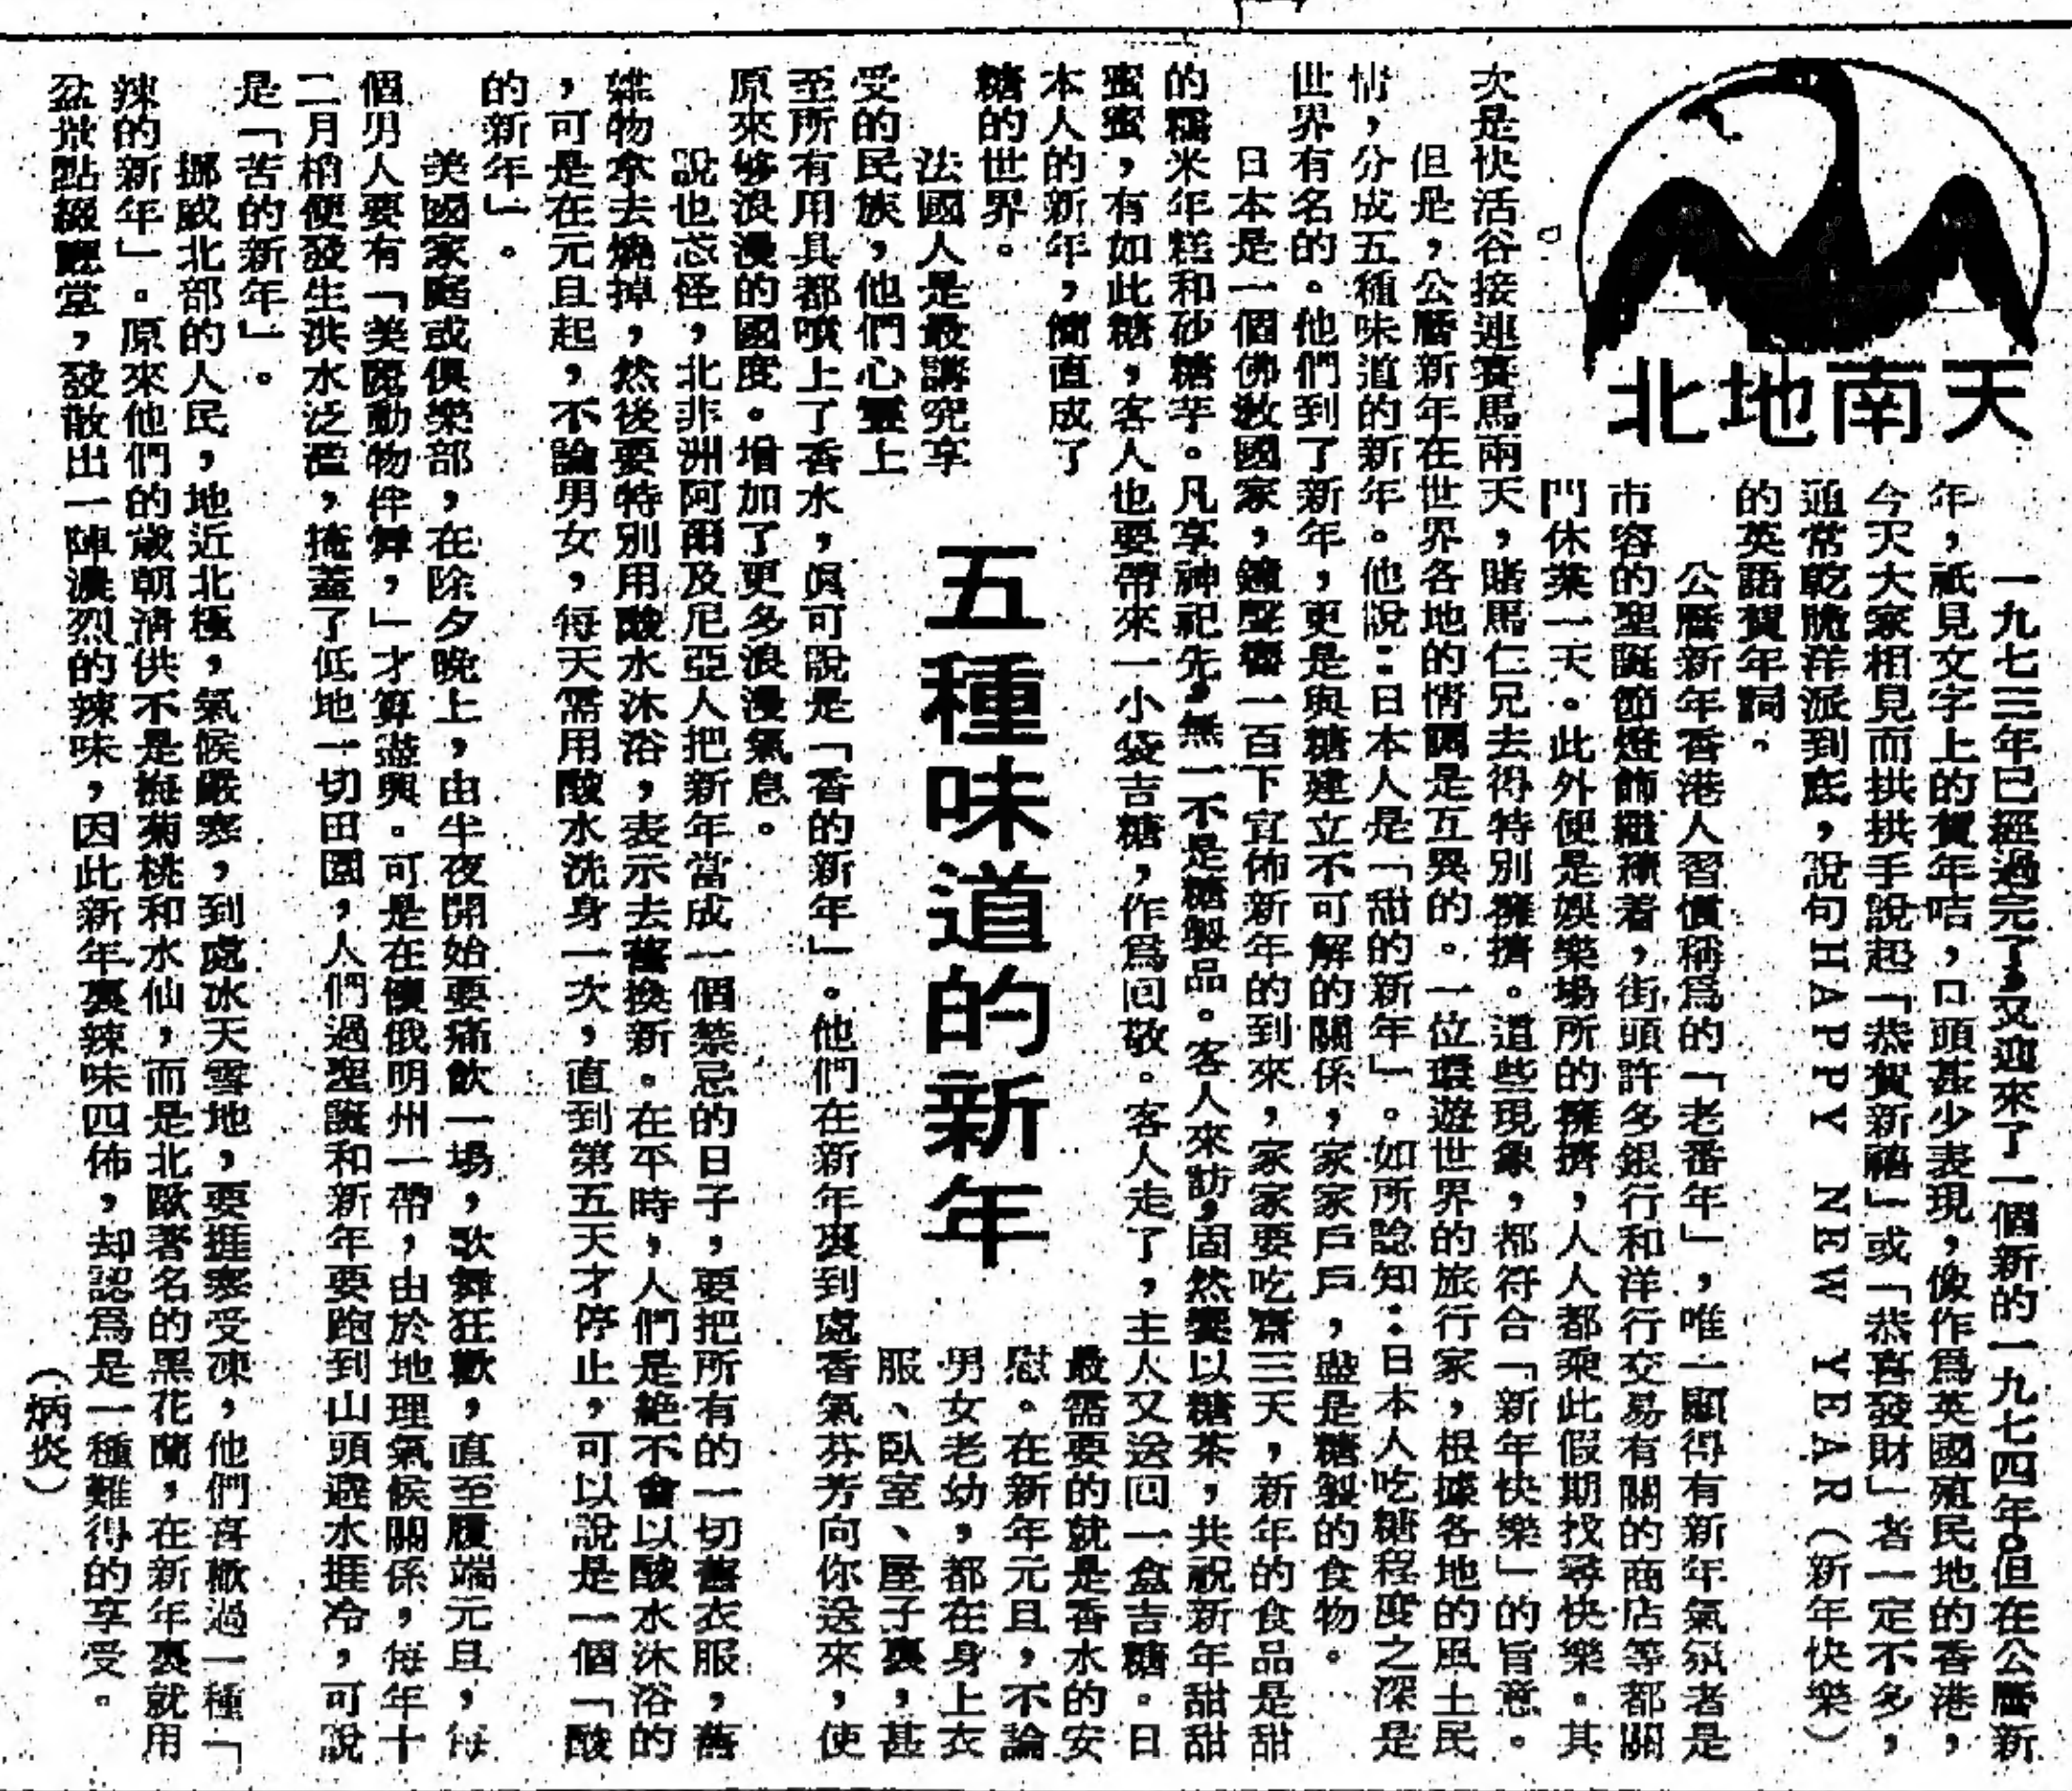 天南地北
五種味道的新年
一九七三年已經過完了，又迎來了一個新的一九七四年。但在公曆新
年，祇見文字上的賀年咭，口頭甚少表現，像作為英國殖民地的香港，
今天大家相見而拱拱手說起「恭賀新禧」或「恭喜發財」者一定不多，
通常乾脆洋派到底，說句HAPPY NEW YEAR（新年快樂）
的英語賀年詞。
公曆新年香港人習慣稱為的「老番年」，唯一顯得有新年氣氛者是
市容的聖誕節燈飾繼續着，街頭許多銀行和洋行交易有關的商店等都關
門休業一天。此外便是娛樂場所的擁擠，人人都乘此假期找尋快樂。其
次是快活谷接連賽馬兩天，賭馬仁兄去得特別擁擠。這些現象，都符合「新年快樂」的旨意。
但是，公曆新年在世界各地的情調是互異的。一位環遊世界的旅行家，根據各地的風土民
情，分成五種味道的新年。他說：日本人是「甜的新年」。如所諗知：日本人吃糖程度之深是
世界有名的。他們到了新年，更是與糖建立不可解的關係，家家戶戶，盡是糖製的食物。
日本是一個佛教國家，鐘聲響一百下宣佈新年的到來，家家要吃齋三天，新年的食品是甜
的糯米年糕和砂糖芋。凡享神祀先，無一不是糖製品。客人來訪，固然饗以糖茶，共祝新年甜甜
蜜蜜，有如此糖，客人也要帶來一小袋吉糖，作為回敬。客人走了，主人又送回一盒吉糖。日
本人的新年，簡直成了
糖的世界。
法國人是最講究享
受的民族，他們心靈上
最需要的就是香水的安
慰。在新年元旦，不論
男女老幼，都在身上衣
服、臥室、屋子裏，甚
至所有用具都噴上了香水，眞可說是「香的新年」。他們在新年裏到處香氣芬芳向你送來，使
原來够浪漫的國度。增加了更多浪漫氣息。
說也忞怪，北非洲阿爾及尼亞人把新年當成一個禁忌的日子，要把所有的一切舊衣服，舊
雜物拿去燒掉，然後要特別用酸水沐浴，表示去舊換新。在平時，人們是絶不會以酸水沐浴的
，可是在元旦起，不論男女，每天需用酸水洗身一次，直到第五天才停止，可以說是一個「酸
的新年」。
美國家庭或俱樂部，在除夕晚上，由半夜開始要痛飲一場，歌舞狂歡，直至履端元旦，每
個男人要有「美麗動物伴舞，」才算盡興。可是在懷俄明州一帶，由於地理氣候關係，每年十
二月梢便發生洪水泛濫，掩蓋了低地一切田園，人們過聖誕和新年要跑到山頭避水捱冷，可說
是「苦的新年」。
挪威北部的人民，地近北極，氣候嚴寒，到處冰天雪地，要捱寒受凍，他們喜歡過一種「
辣的新年」。原來他們的歲朝清供不是梅菊桃和水仙，而是北歐著名的黑花蘭，在新年裏就用
盆景點綴廳堂，發散出一陣濃烈的辣味，因此新年裏辣味四佈，却認為是一種難得的享受。
（炳炎）